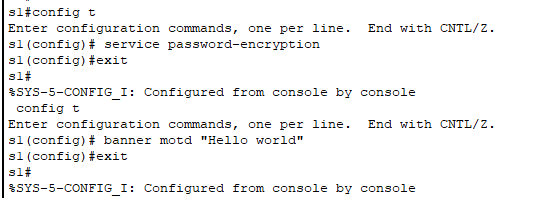 s1#config t
Enter configuration commands, one per line.  End with CNTL/Z.
s1(config)# service password-encryption
s1(config)#exit
s1#
%SYS-5-CONFIG_I: Configured from console by console
 config t
Enter configuration commands, one per line.  End with CNTL/Z.
s1(config)# banner motd "Hello world"
s1(config)#exit
s1#
%SYS-5-CONFIG_I: Configured from console by console